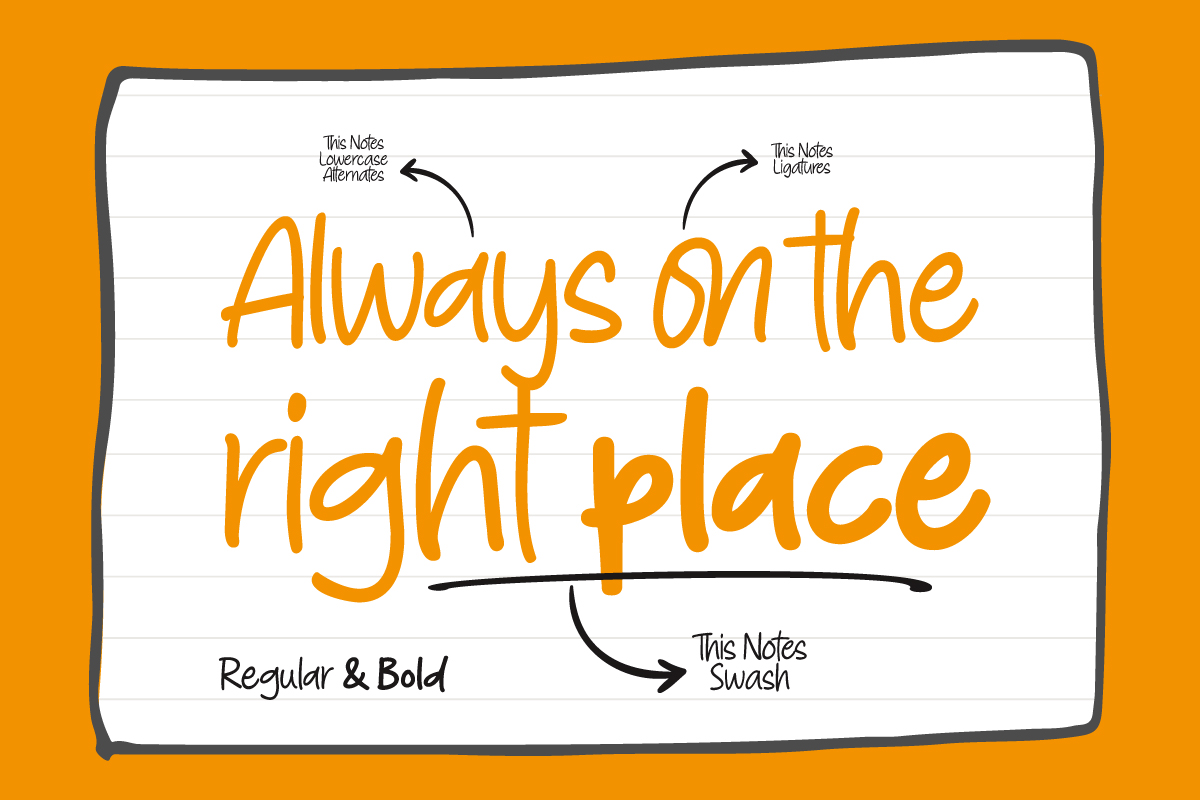 This Notes
Lowercase
Alternates
This Notes
Ligatures
Always on the
right place
Regular & Bold
This Notes
Swash